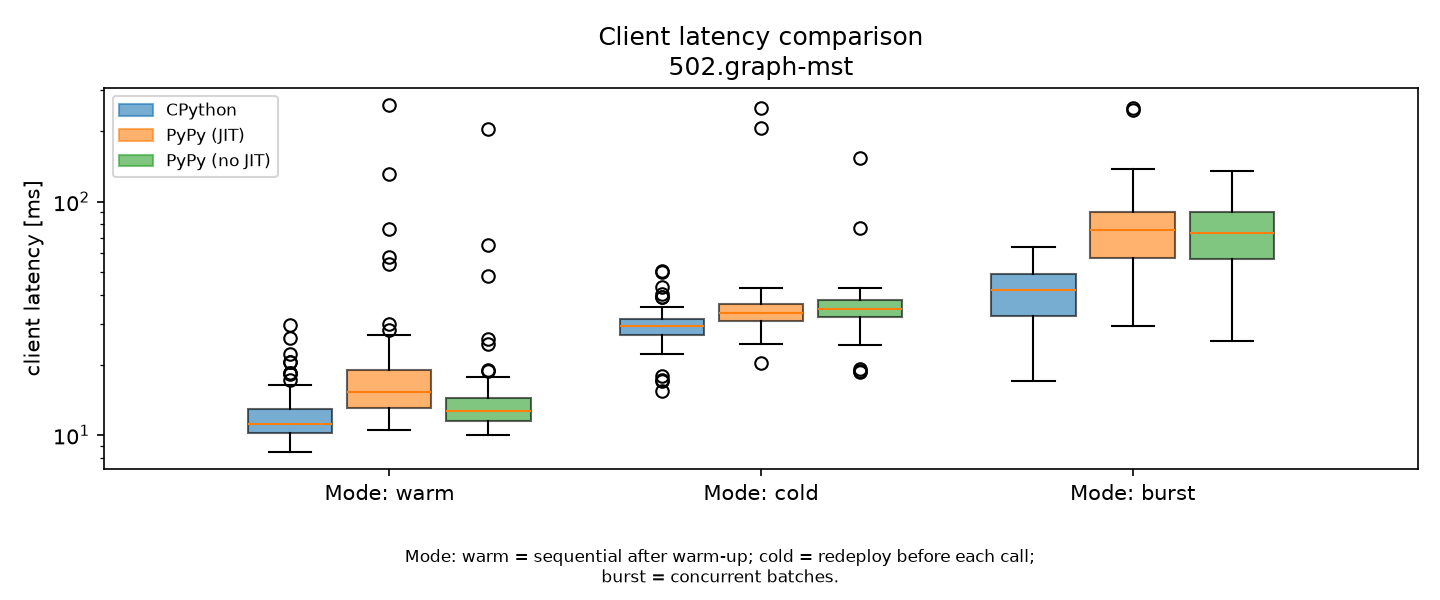 Client latency comparison
502.graph-mst
CPython
PyPy (JIT)
PyPy (no JIT)
client latency [ms]
10²
10¹
Mode: warm
Mode: cold
Mode: burst
Mode: warm = sequential after warm-up; cold = redeploy before each call;
burst = concurrent batches.